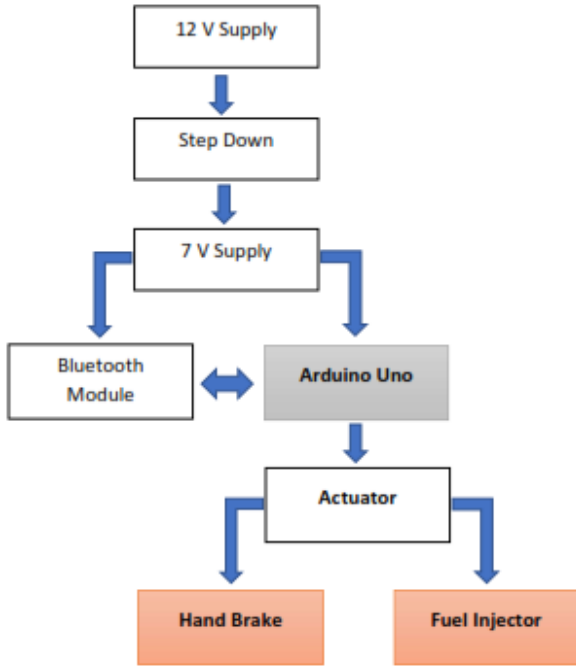 12 V Supply
Step Down
7 V Supply
Bluetooth
Module
Arduino Uno
Actuator
Hand Brake
Fuel Injector